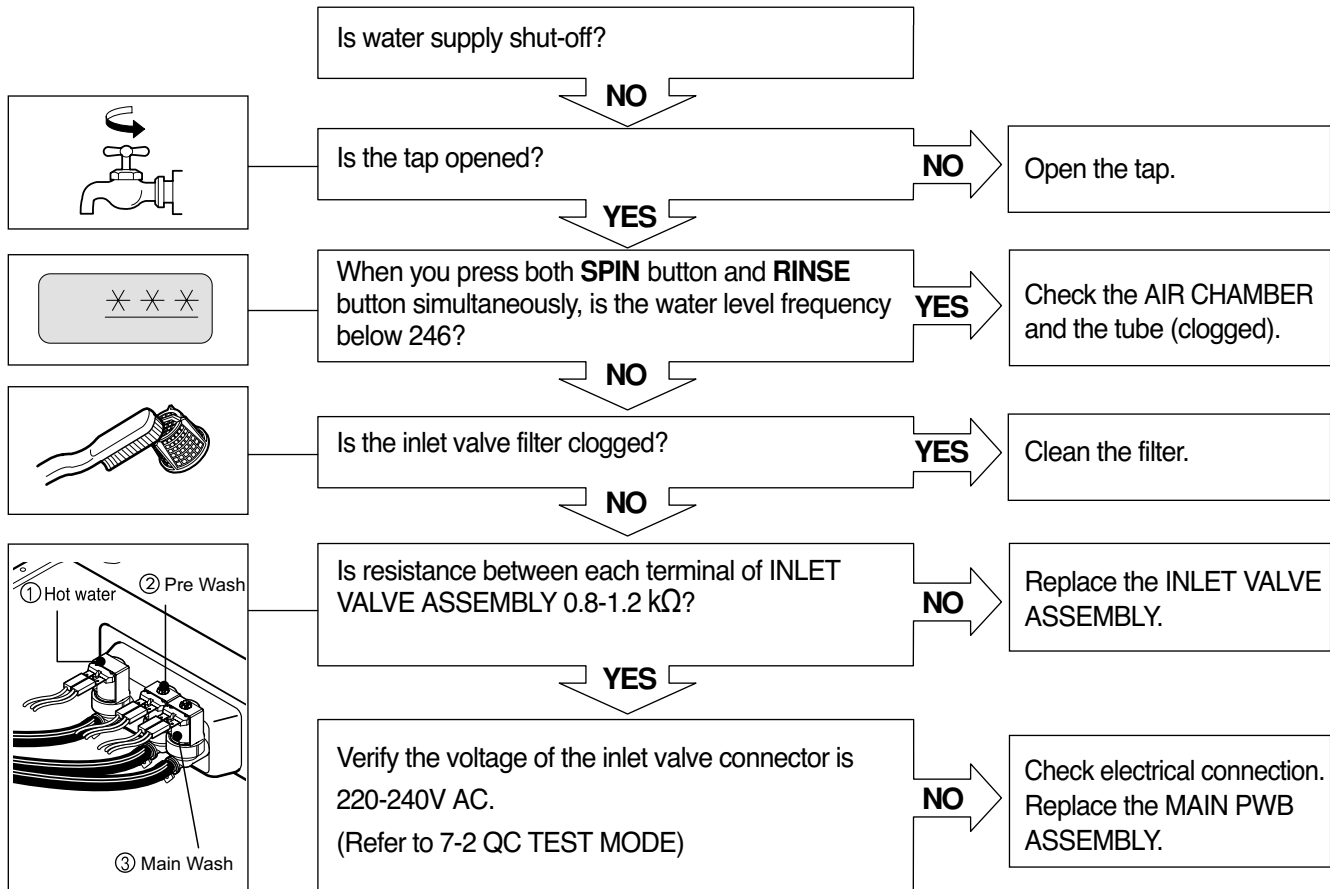 Is water supply shut-off?
NO
Is the tap opened?
NO
Open the tap.
YES
When you press both SPIN button and RINSE
button simultaneously, is the water level frequency
below 246?
YES
Check the AIR CHAMBER
and the tube (clogged).
NO
Is the inlet valve filter clogged?
YES
Clean the filter.
NO
① Hot water
② Pre Wash
③ Main Wash
Is resistance between each terminal of INLET
VALVE ASSEMBLY 0.8-1.2 kΩ?
NO
Replace the INLET VALVE
ASSEMBLY.
YES
Verify the voltage of the inlet valve connector is
220-240V AC.
(Refer to 7-2 QC TEST MODE)
NO
Check electrical connection.
Replace the MAIN PWB
ASSEMBLY.